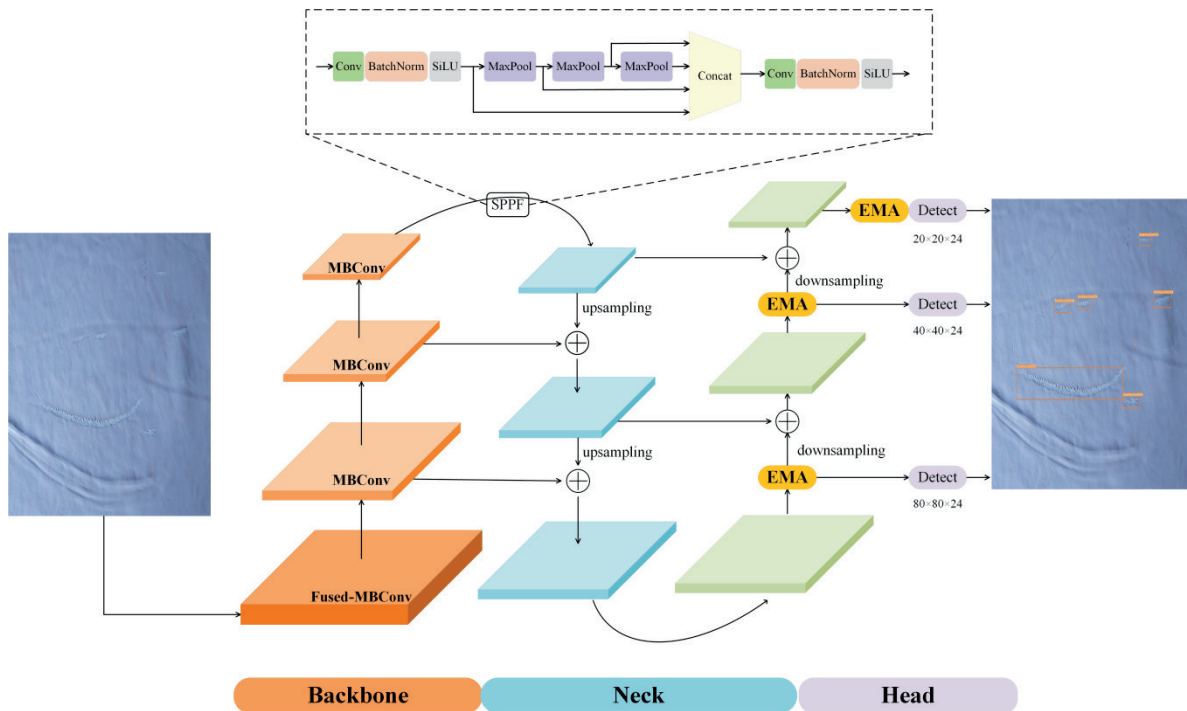 Conv BatchNorm SiLU MaxPool MaxPool MaxPool Concat Conv BatchNorm SiLU
SPPF
EMA Detect
20×20×24
MBConv
downsampling
upsampling
EMA Detect
40×40×24
MBConv
upsampling
downsampling
MBConv
EMA Detect
80×80×24
Fused-MBConv
Backbone Neck Head